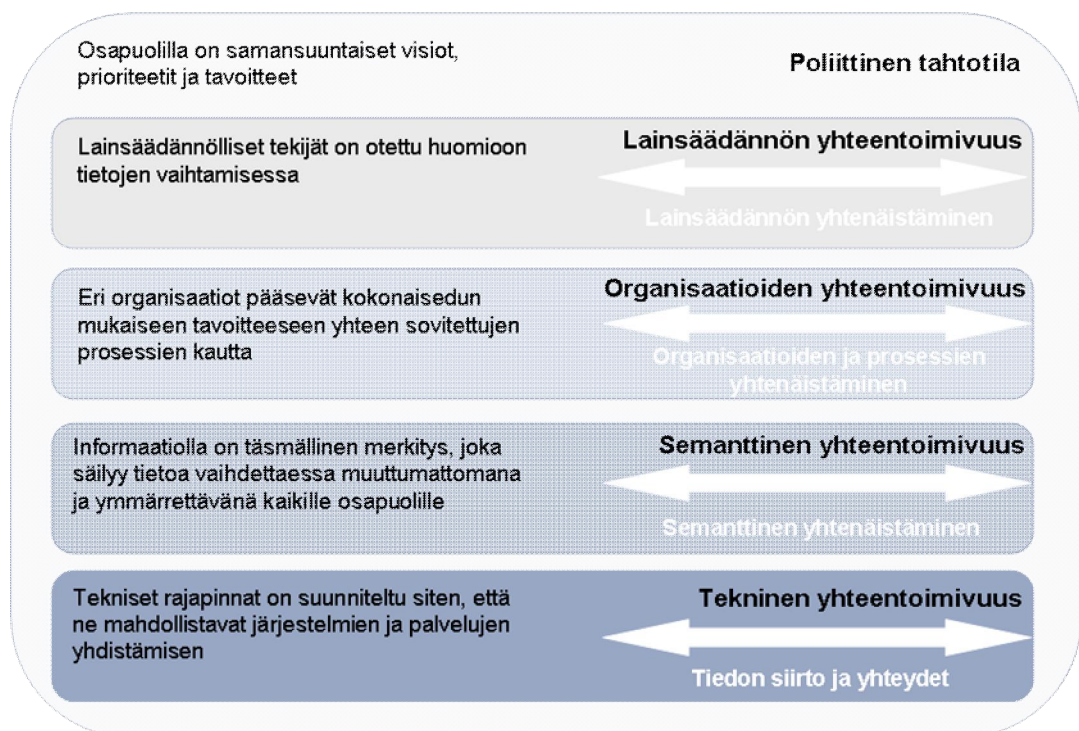 Osapuolilla on samansuuntaiset visiot,
prioriteetit ja tavoitteet
Poliittinen tahtotila
Lainsäädännölliset tekijät on otettu huomioon
tietojen vaihtamisessa
Lainsäädännön yhteentoimivuus
Lainsäädännön yhtenäistäminen
Eri organisaatiot pääsevät kokonaisedun
mukaiseen tavoitteeseen yhteen sovitettujen
prosessien kautta
Organisaatioiden yhteentoimivuus
Organisaatioiden ja prosessien
yhtenäistäminen
Informaatiolla on täsmällinen merkitys, joka
säilyy tietoa vaihdettaessa muuttumattomana
ja ymmärrettävänä kaikille osapuolille
Semanttinen yhteentoimivuus
Semanttinen yhtenäistäminen
Tekniset rajapinnat on suunniteltu siten, että
ne mahdollistavat järjestelmien ja palvelujen
yhdistämisen
Tekninen yhteentoimivuus
Tiedon siirto ja yhteydet